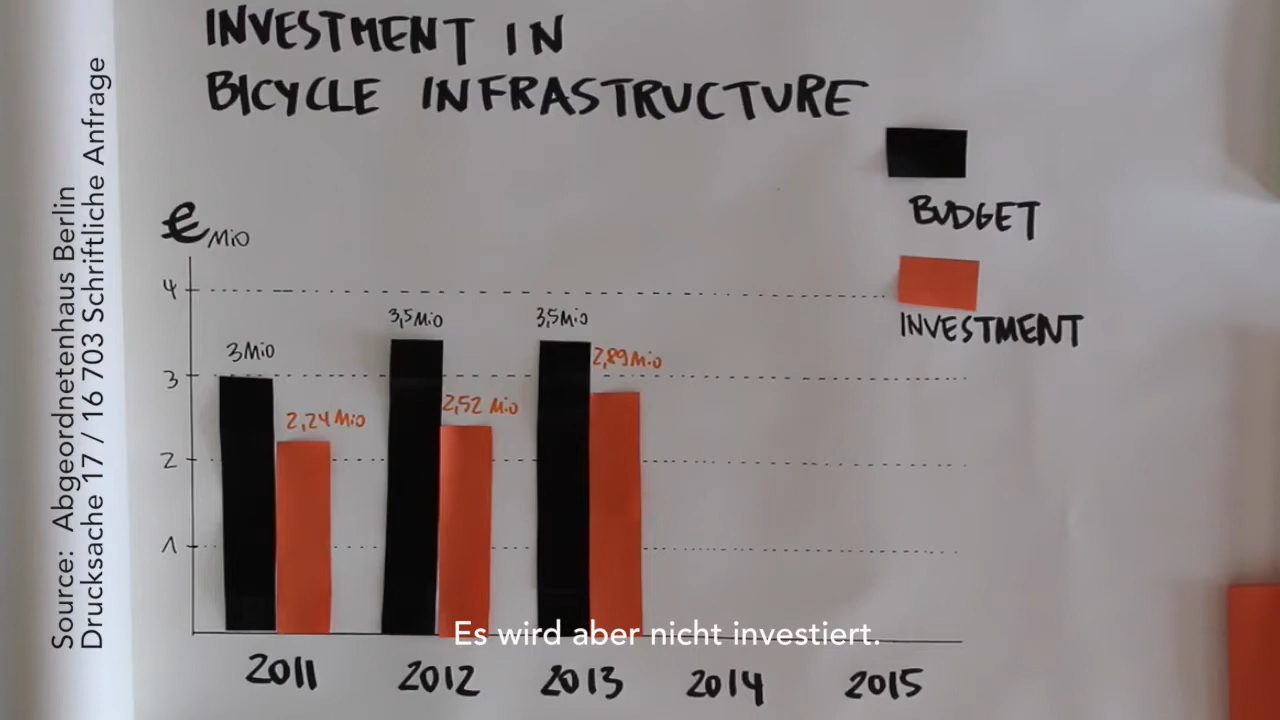 INVESTMENT IN
BICYCLE INFRASTRUCTURE
BUDGET
INVESTMENT
€ Mio
4
3
2
1
3 Mio
2,24 Mio
3,5 Mio
2,52 Mio
3,5 Mio
2,89 Mio
2011 2012 2013 2014 2015
Es wird aber nicht investiert.
Source: Abgeordnetenhaus Berlin
Drucksache 17 / 16 703 Schriftliche Anfrage